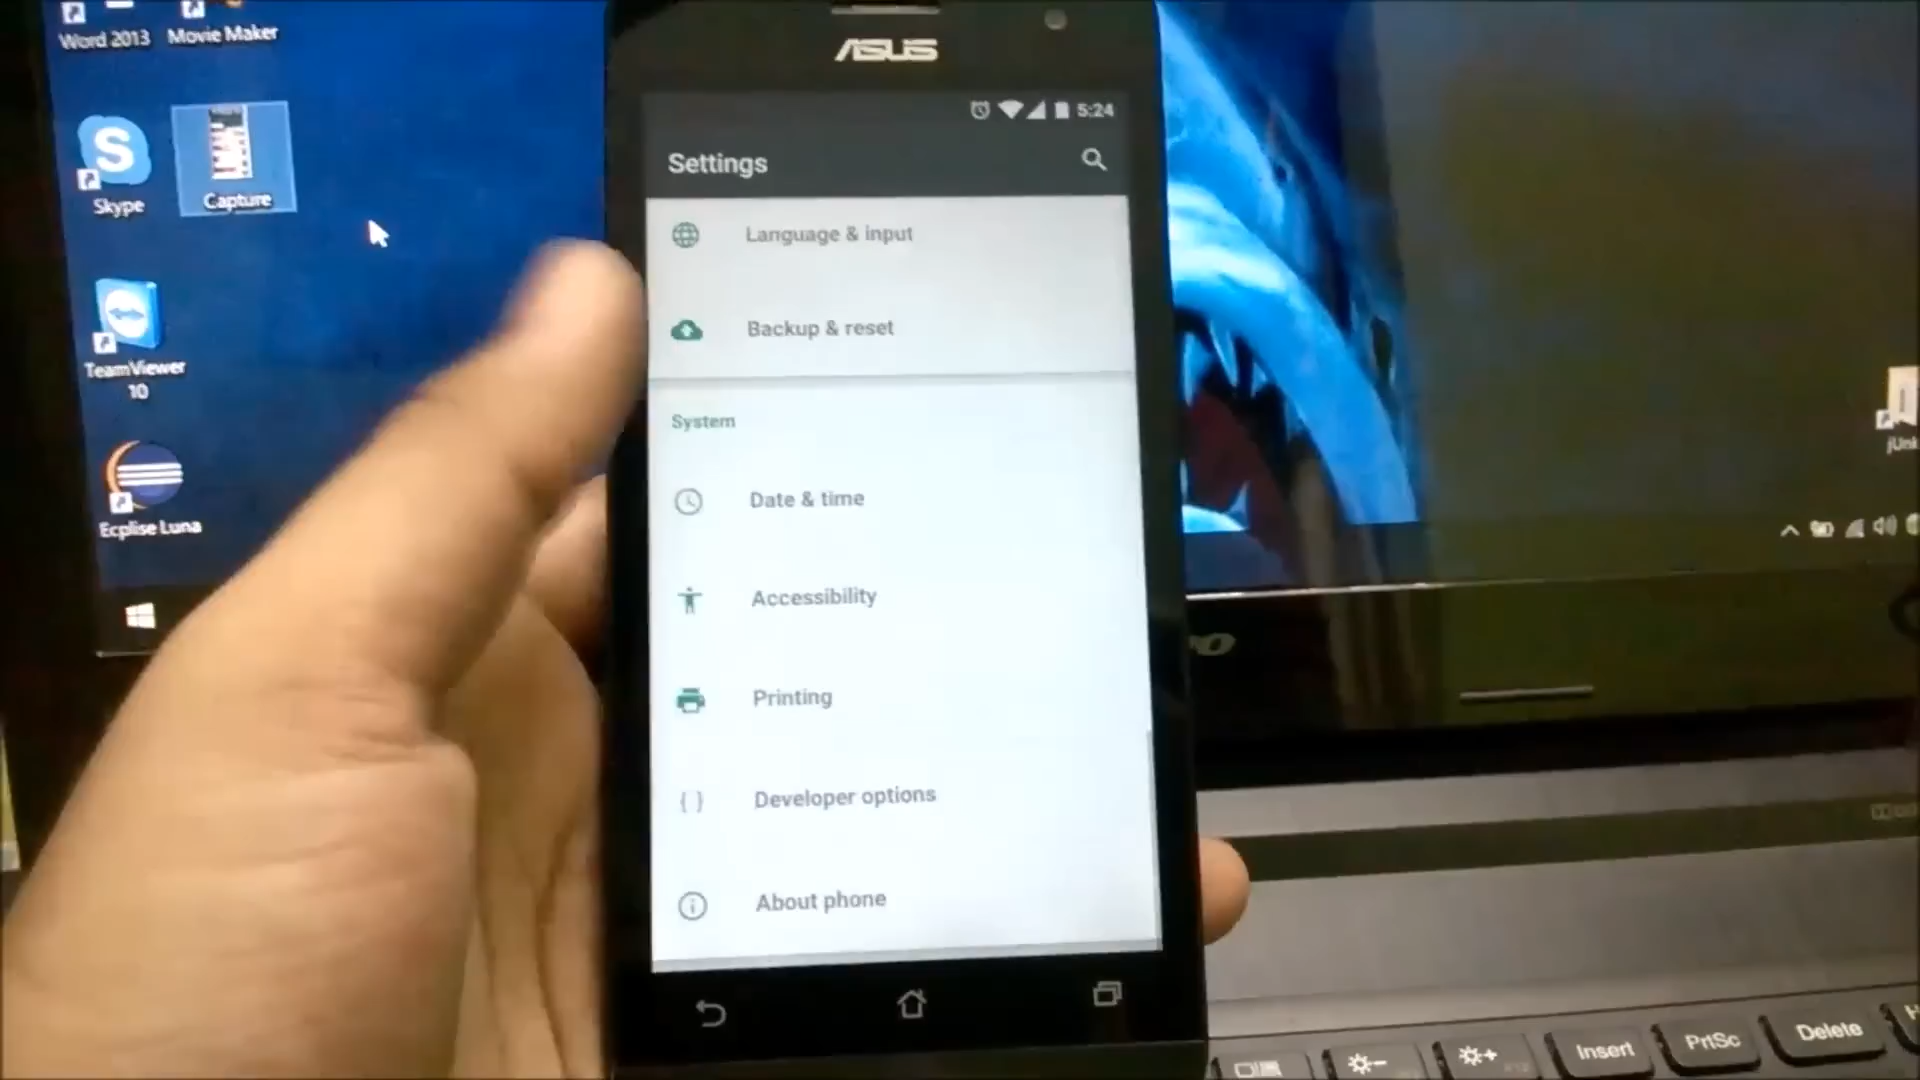 Word 2013
Movie Maker
Skype
Capture
TeamViewer
10
Ecplise Luna
ASUS
5:24
Settings
Language & input
Backup & reset
System
Date & time
Accessibility
Printing
{ } Developer options
About phone
Insert
PrtSc
Delete